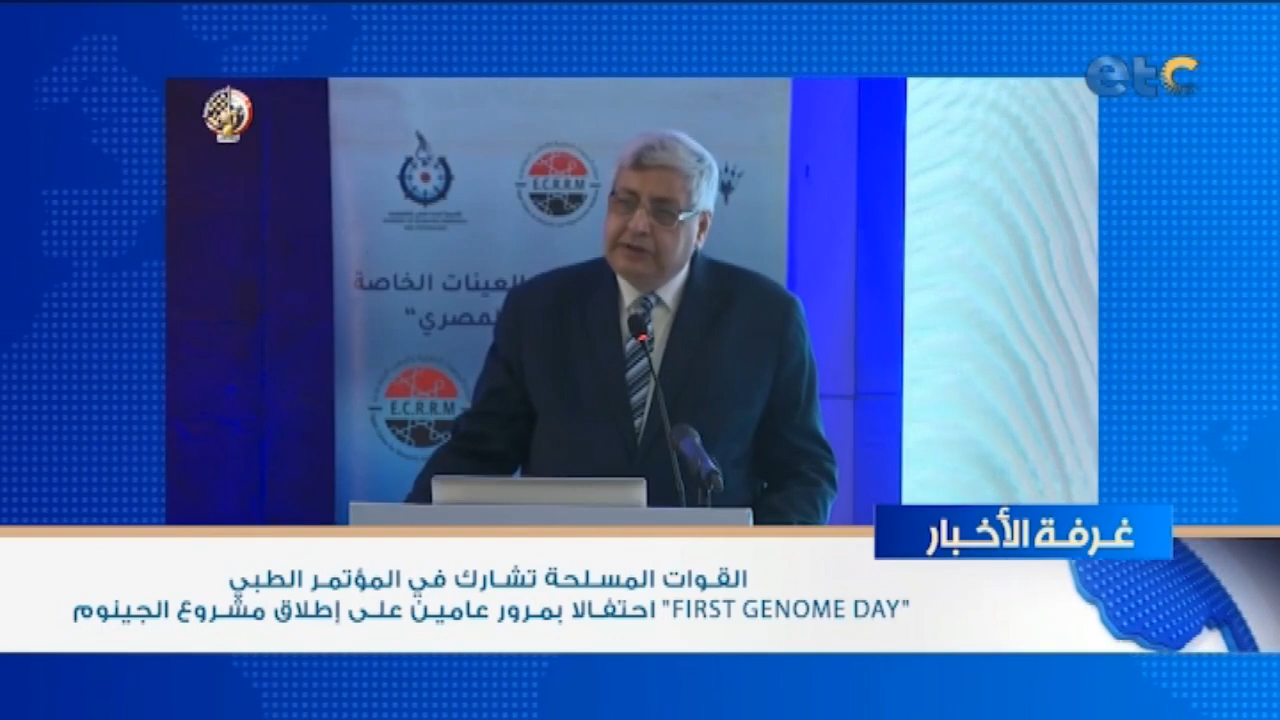 etc
E.C.R.R.M
العينات الخاصة
لمصري"
E.C.R.R.M
غرفة الأخبار
القوات المسلحة تشارك في المؤتمر الطبي
"FIRST GENOME DAY" احتفالا بمرور عامين على إطلاق مشروع الجينوم